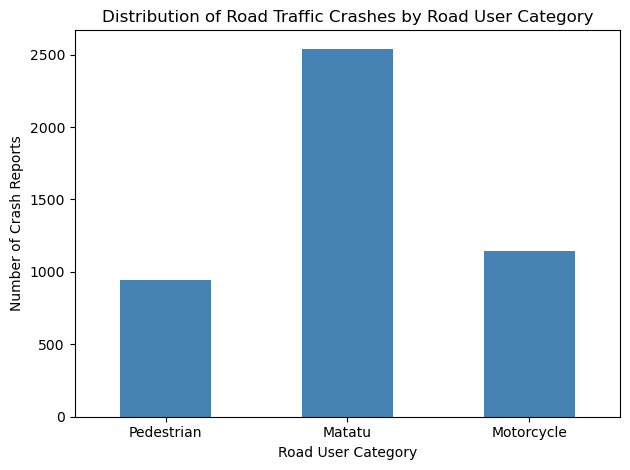 Distribution of Road Traffic Crashes by Road User Category
Number of Crash Reports
2500
2000
1500
1000
500
0
Pedestrian Matatu Motorcycle
Road User Category